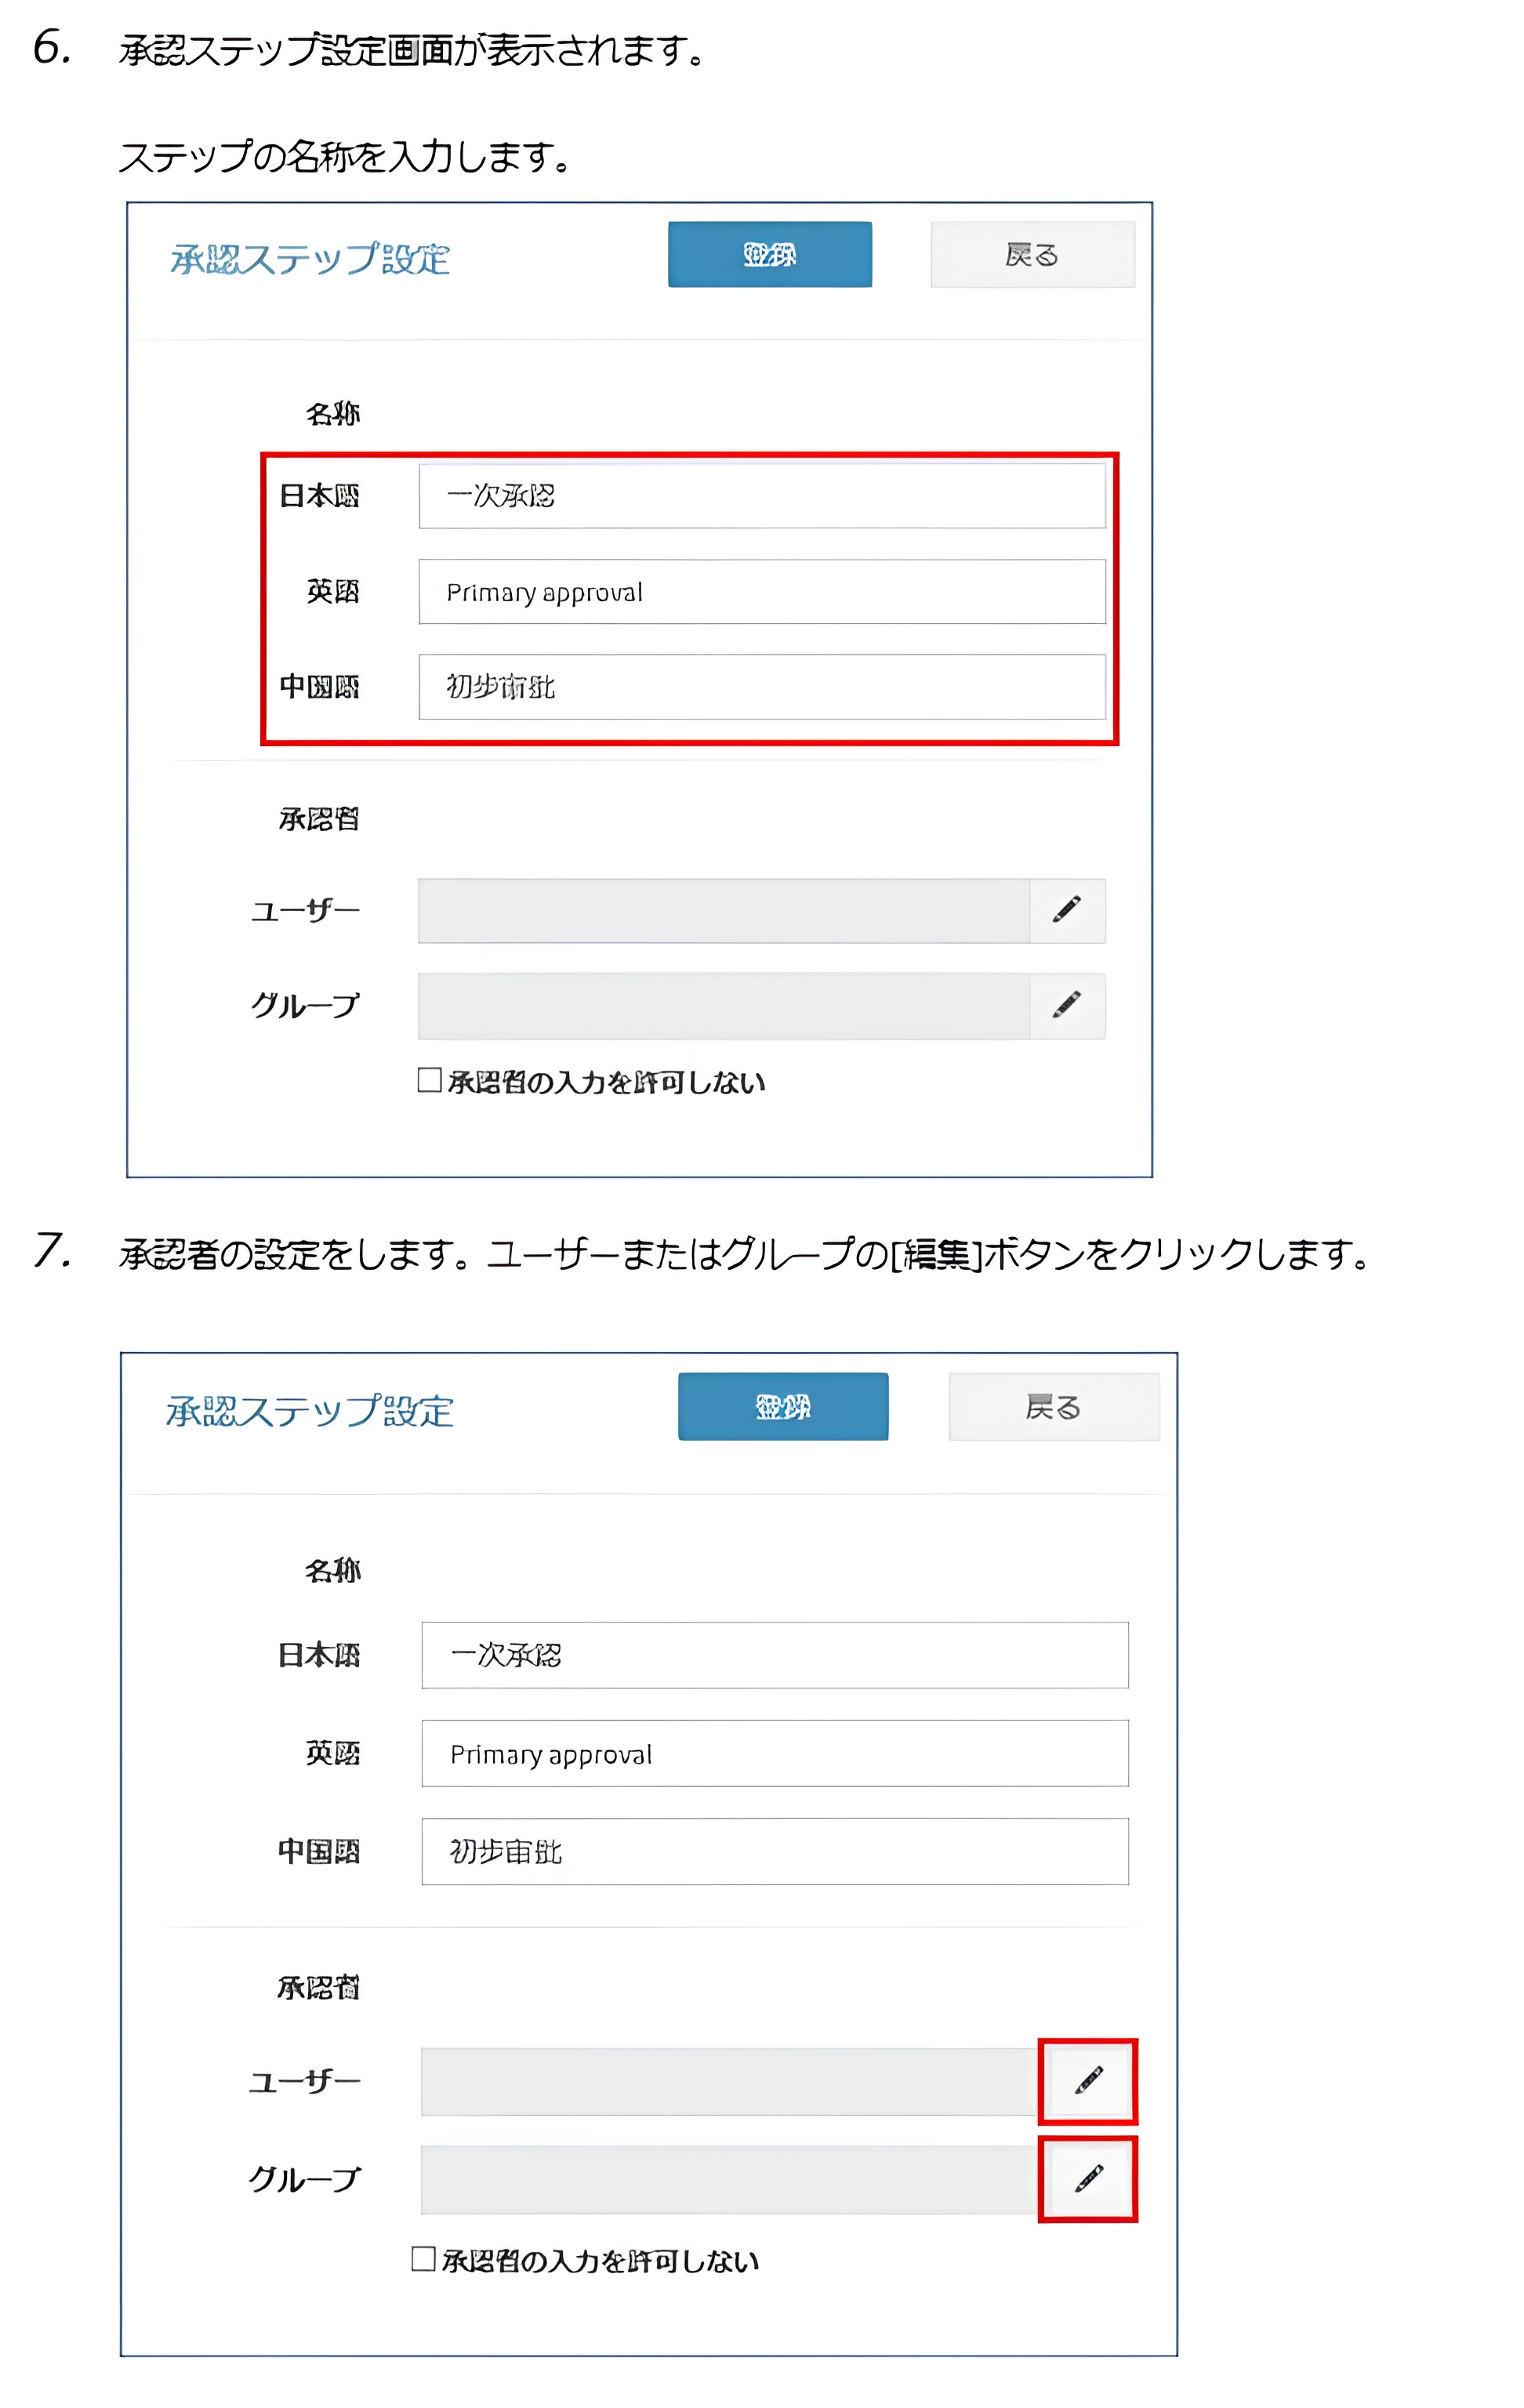 6. 承認ステップ設定画面が表示されます。
ステップの名称を入力します。
承認ステップ設定 登録 戻る
名称
日本語 一次承認
英語 Primary approval
中国語 初步审批
承認者
ユーザー
グループ
承認者の入力を許可しない
7. 承認者の設定をします。ユーザーまたはグループの[編集]ボタンをクリックします。
承認ステップ設定 登録 戻る
名称
日本語 一次承認
英語 Primary approval
中国語 初步审批
承認者
ユーザー
グループ
承認者の入力を許可しない